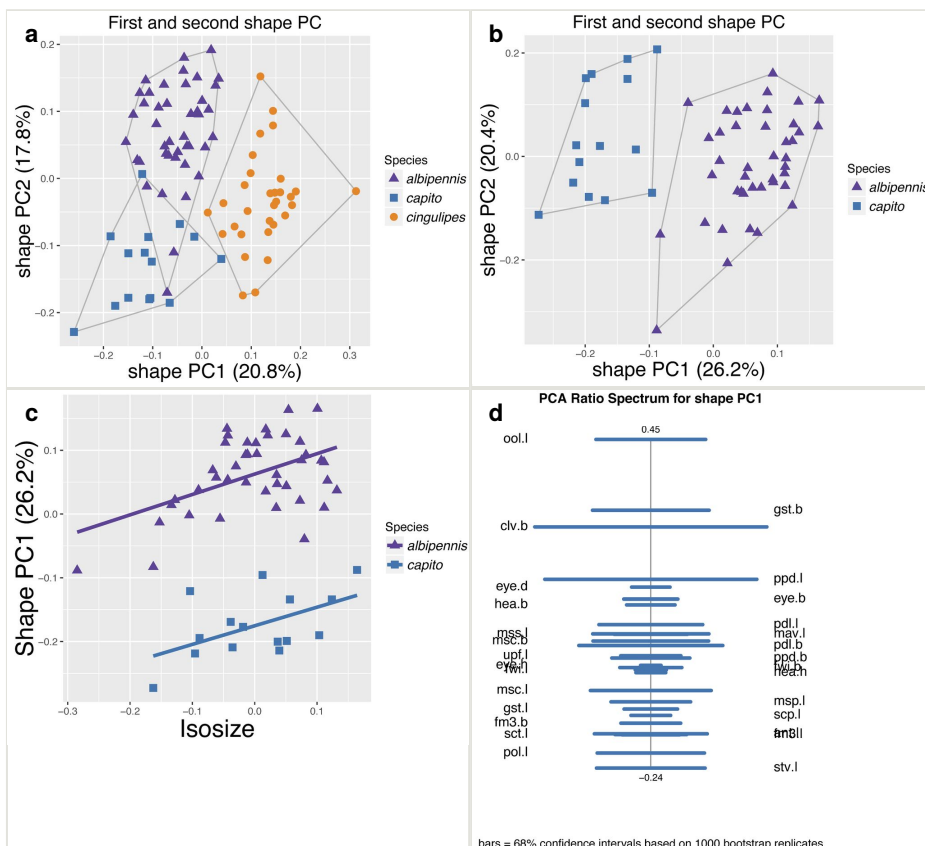 a
First and second shape PC
shape PC2 (17.8%)
0.2
0.1
0.0
−0.1
−0.2
−0.2
−0.1
0.0
0.1
0.2
0.3
shape PC1 (20.8%)
Species
albipennis
capito
cingulipes
b
First and second shape PC
shape PC2 (20.4%)
0.2
0.0
−0.2
−0.2
−0.1
0.0
0.1
shape PC1 (26.2%)
Species
albipennis
capito
c
Shape PC1 (26.2%)
0.1
0.0
−0.1
−0.2
−0.3
−0.2
−0.1
0.0
0.1
Isosize
Species
albipennis
capito
d
PCA Ratio Spectrum for shape PC1
0.45
ool.l
gst.b
clv.b
ppd.l
eye.d
eye.b
hea.b
pdl.l
mss.l
mav.l
msc.b
pdl.b
upf.l
ppd.b
eye.h
fwi.b
fwi.l
hea.h
msc.l
msp.l
gst.l
scp.l
fm3.b
sct.l
fm3.l
pol.l
stv.l
−0.24
bars = 68% confidence intervals based on 1000 bootstrap replicates